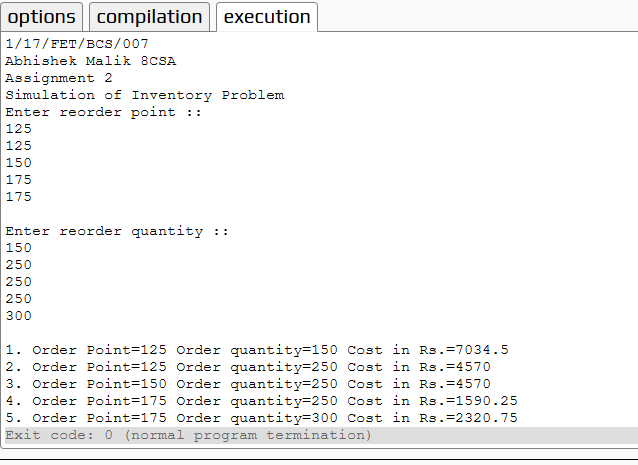 options compilation execution
1/17/FET/BCS/007
Abhishek Malik 8CSA
Assignment 2
Simulation of Inventory Problem
Enter reorder point ::
125
125
150
175
175
Enter reorder quantity ::
150
250
250
250
300
1. Order Point=125 Order quantity=150 Cost in Rs.=7034.5
2. Order Point=125 Order quantity=250 Cost in Rs.=4570
3. Order Point=150 Order quantity=250 Cost in Rs.=4570
4. Order Point=175 Order quantity=250 Cost in Rs.=1590.25
5. Order Point=175 Order quantity=300 Cost in Rs.=2320.75
Exit code: 0 (normal program termination)